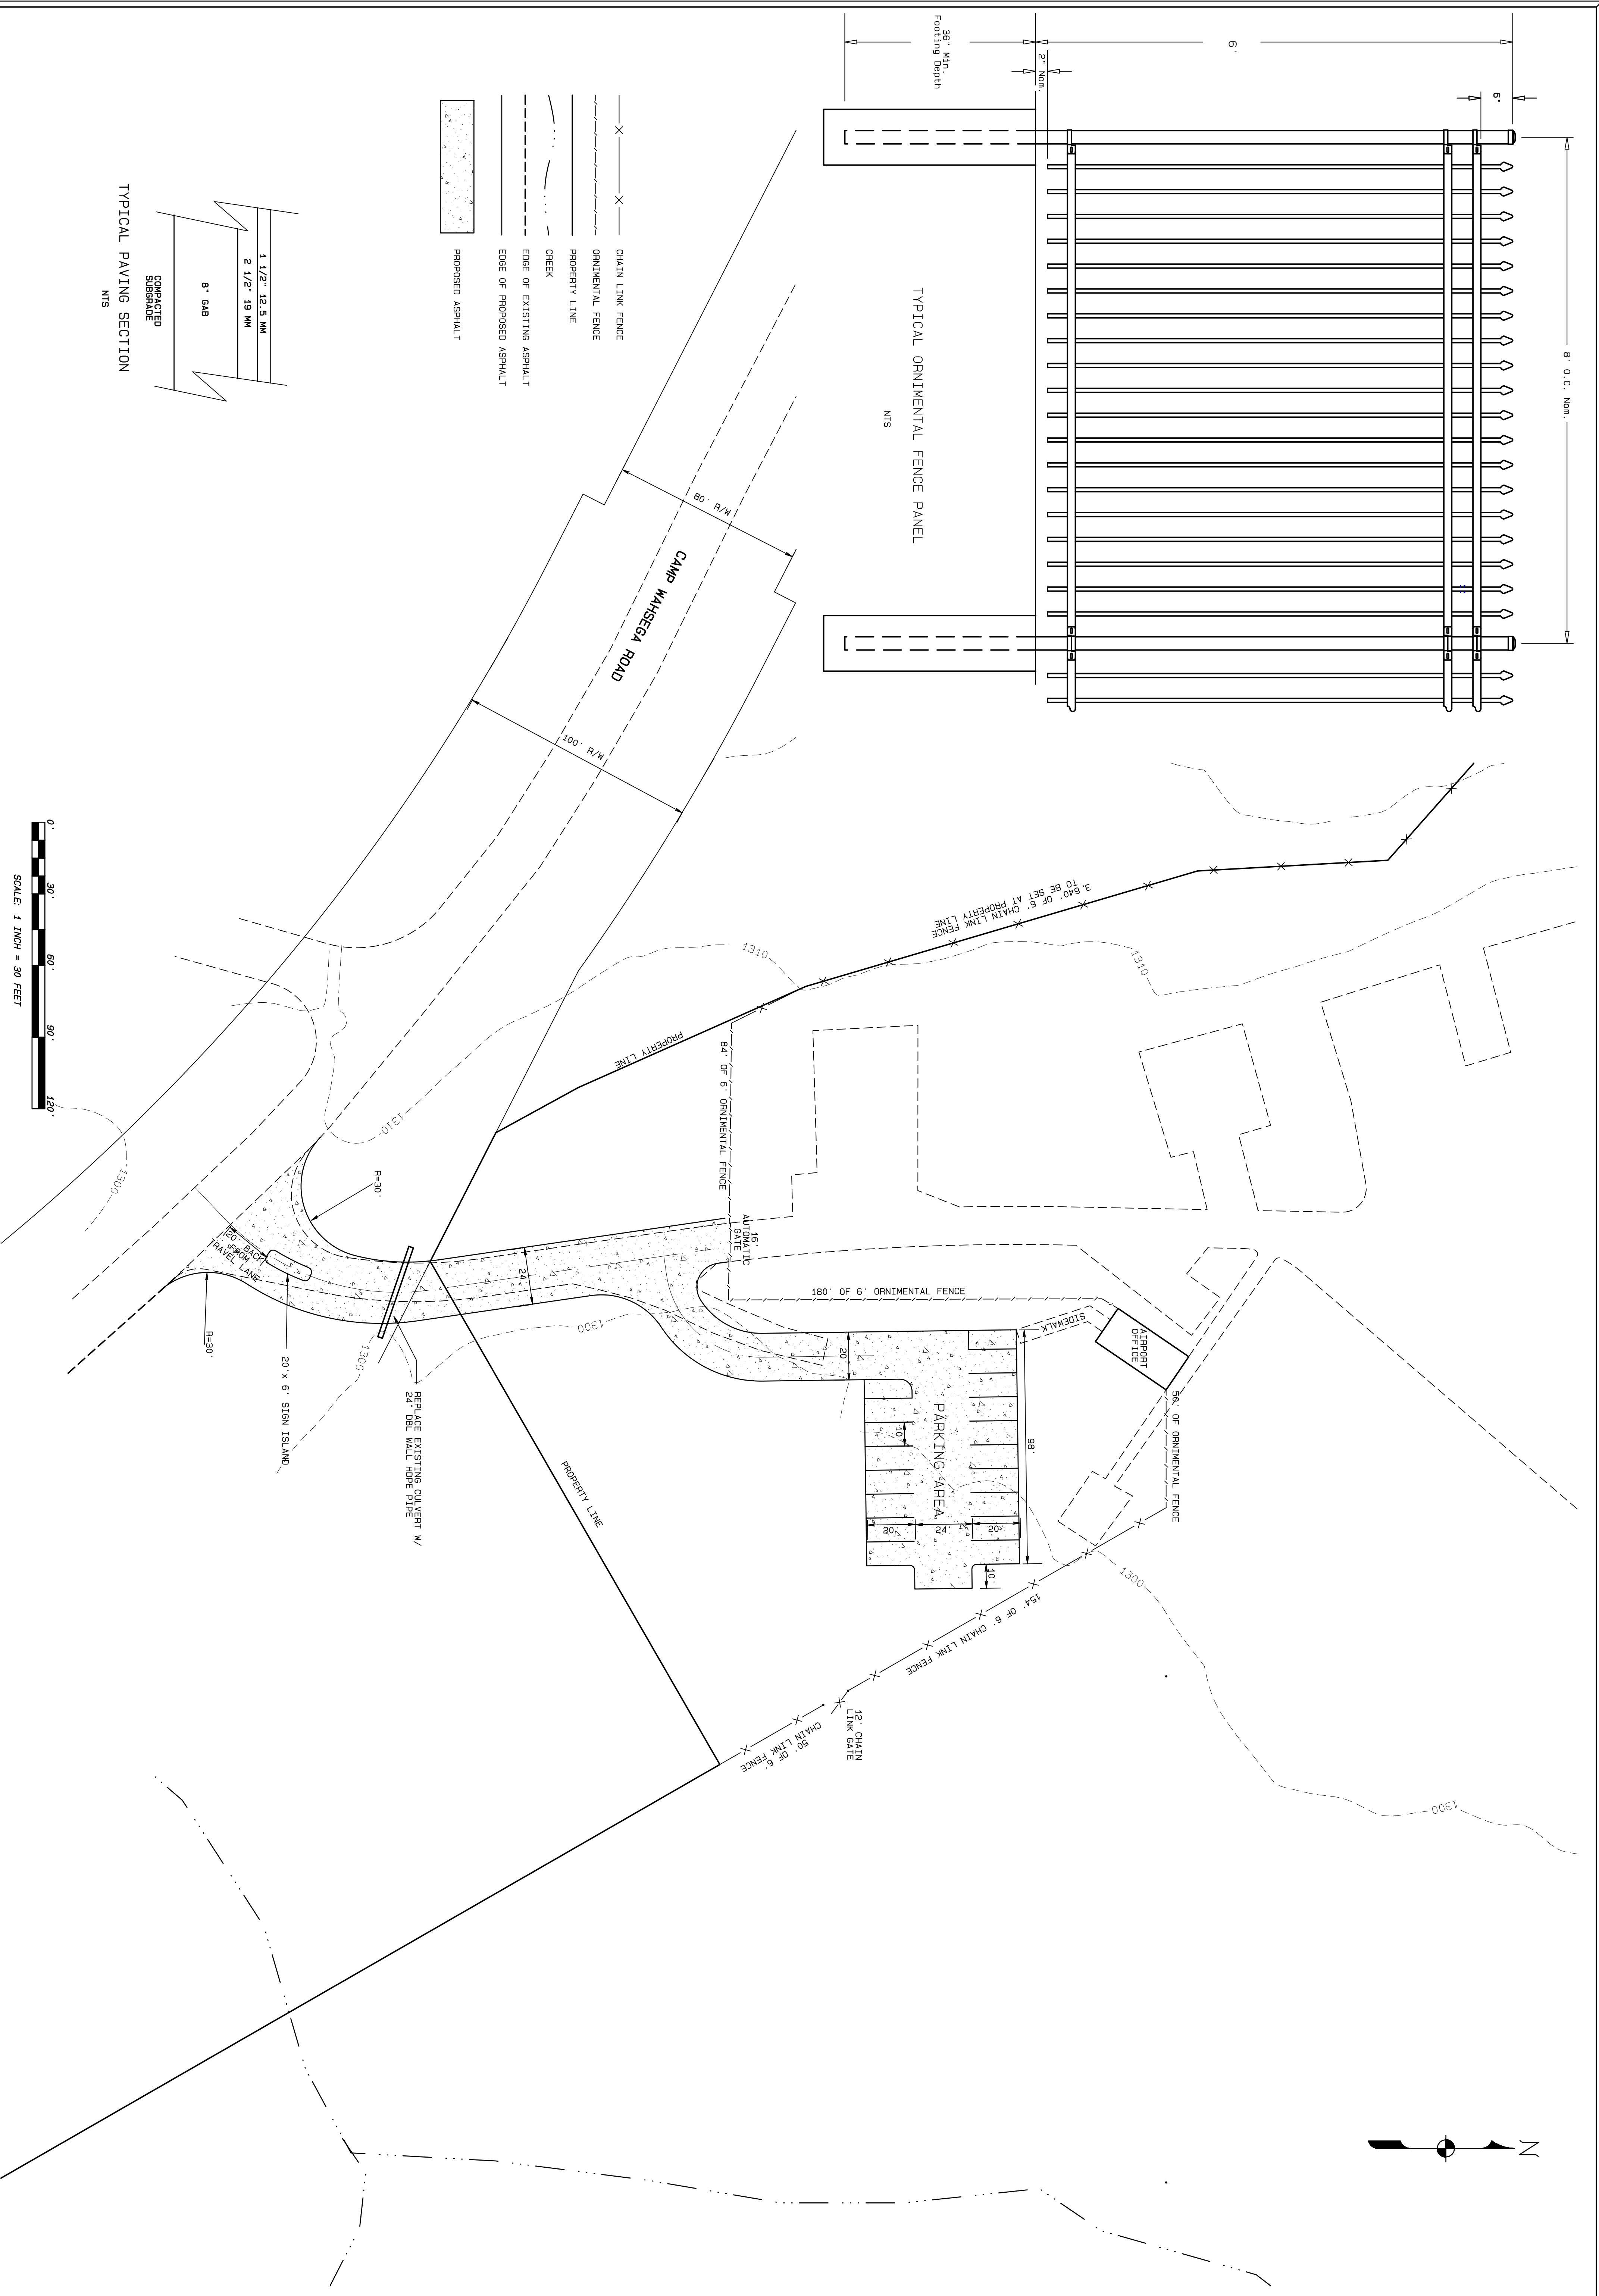 6'
6"
2" Nom.
36" Min.
Footing Depth
8' O.C. Nom.
TYPICAL ORNIMENTAL FENCE PANEL
NTS
CHAIN LINK FENCE
ORNIMENTAL FENCE
PROPERTY LINE
CREEK
EDGE OF EXISTING ASPHALT
EDGE OF PROPOSED ASPHALT
PROPOSED ASPHALT
1 1/2" 12.5 MM
2 1/2" 19 MM
8" GAB
COMPACTED
SUBGRADE
TYPICAL PAVING SECTION
NTS
80' R/W
CAMP WAHSEGA ROAD
100' R/W
3,640' OF 6' CHAIN LINK FENCE
TO BE SET AT PROPERTY LINE
1310
1310
1310
PROPERTY LINE
84' OF 6' ORNIMENTAL FENCE
16'
AUTOMATIC
GATE
180' OF 6' ORNIMENTAL FENCE
SIDEWALK
AIRPORT
OFFICE
50' OF ORNIMENTAL FENCE
R=30'
24'
20' BACK
FROM
TRAVEL LANE
R=30'
20' x 6' SIGN ISLAND
REPLACE EXISTING CULVERT W/
24" DBL WALL HDPE PIPE
1300
1300
1300
20'
PARKING AREA
10'
98'
20'
24'
20'
10'
PROPERTY LINE
154' OF 6' CHAIN LINK FENCE
12' CHAIN
LINK GATE
50' OF 6'
CHAIN LINK FENCE
1300
1300
0'
30'
60'
90'
120'
SCALE: 1 INCH = 30 FEET
N